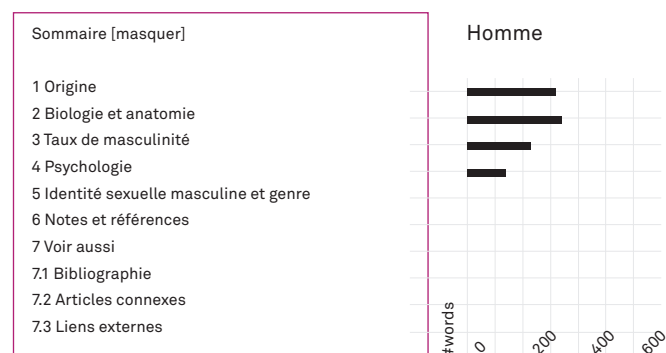 Sommaire [masquer]
Homme
1 Origine
2 Biologie et anatomie
3 Taux de masculinité
4 Psychologie
5 Identité sexuelle masculine et genre
6 Notes et références
7 Voir aussi
7.1 Bibliographie
7.2 Articles connexes
7.3 Liens externes
#words
0
200
400
600